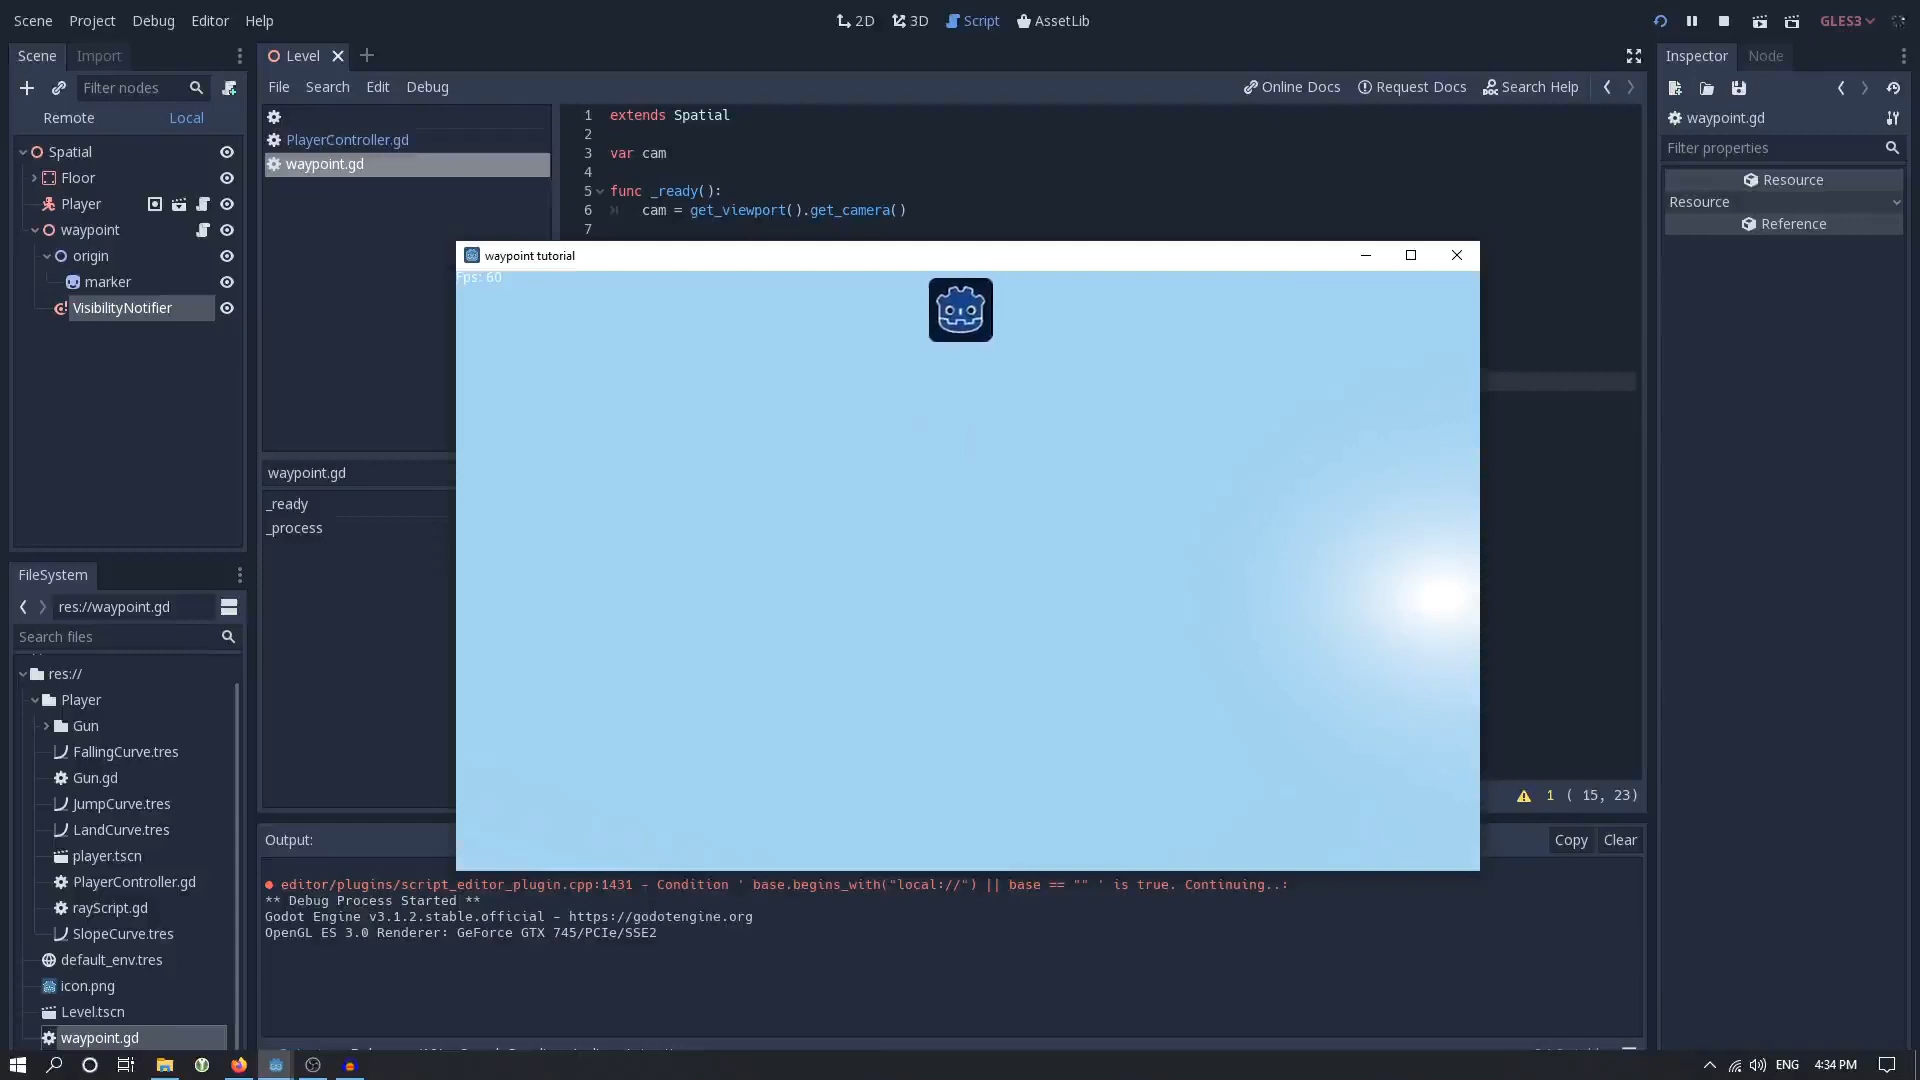 Scene Project Debug Editor Help
2D 3D Script AssetLib
GLES3
Scene Import
Level
Inspector Node
Filter nodes
File Search Edit Debug
Online Docs Request Docs Search Help
Remote Local
waypoint.gd
Filter properties
Resource
Resource
Reference
Spatial
Floor
Player
waypoint
origin
marker
VisibilityNotifier
PlayerController.gd
waypoint.gd
1 extends Spatial
2
3 var cam
4
5 func _ready():
6 cam = get_viewport().get_camera()
7
waypoint tutorial
Fps: 60
waypoint.gd
_ready
_process
1 ( 15, 23)
FileSystem
res://waypoint.gd
Search files
res://
Player
Gun
FallingCurve.tres
Gun.gd
JumpCurve.tres
LandCurve.tres
player.tscn
PlayerController.gd
rayScript.gd
SlopeCurve.tres
default_env.tres
icon.png
Level.tscn
waypoint.gd
Output:
Copy Clear
editor/plugins/script_editor_plugin.cpp:1431 - Condition ' base.begins_with("local://") || base == "" ' is true. Continuing..:
** Debug Process Started **
Godot Engine v3.1.2.stable.official - https://godotengine.org
OpenGL ES 3.0 Renderer: GeForce GTX 745/PCIe/SSE2
ENG 4:34 PM